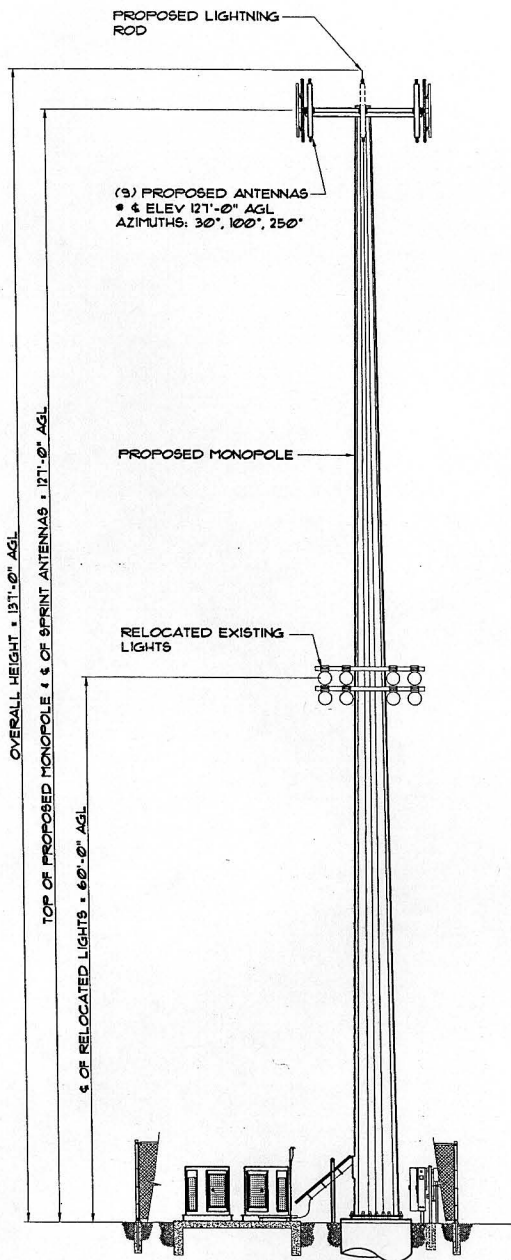 PROPOSED LIGHTNING
ROD
(9) PROPOSED ANTENNAS
@ ℄ ELEV 127'-0" AGL
AZIMUTHS: 30°, 100°, 250°
PROPOSED MONOPOLE
RELOCATED EXISTING
LIGHTS
OVERALL HEIGHT = 137'-0" AGL
TOP OF PROPOSED MONOPOLE & ℄ OF SPRINT ANTENNAS = 127'-0" AGL
℄ OF RELOCATED LIGHTS = 60'-0" AGL